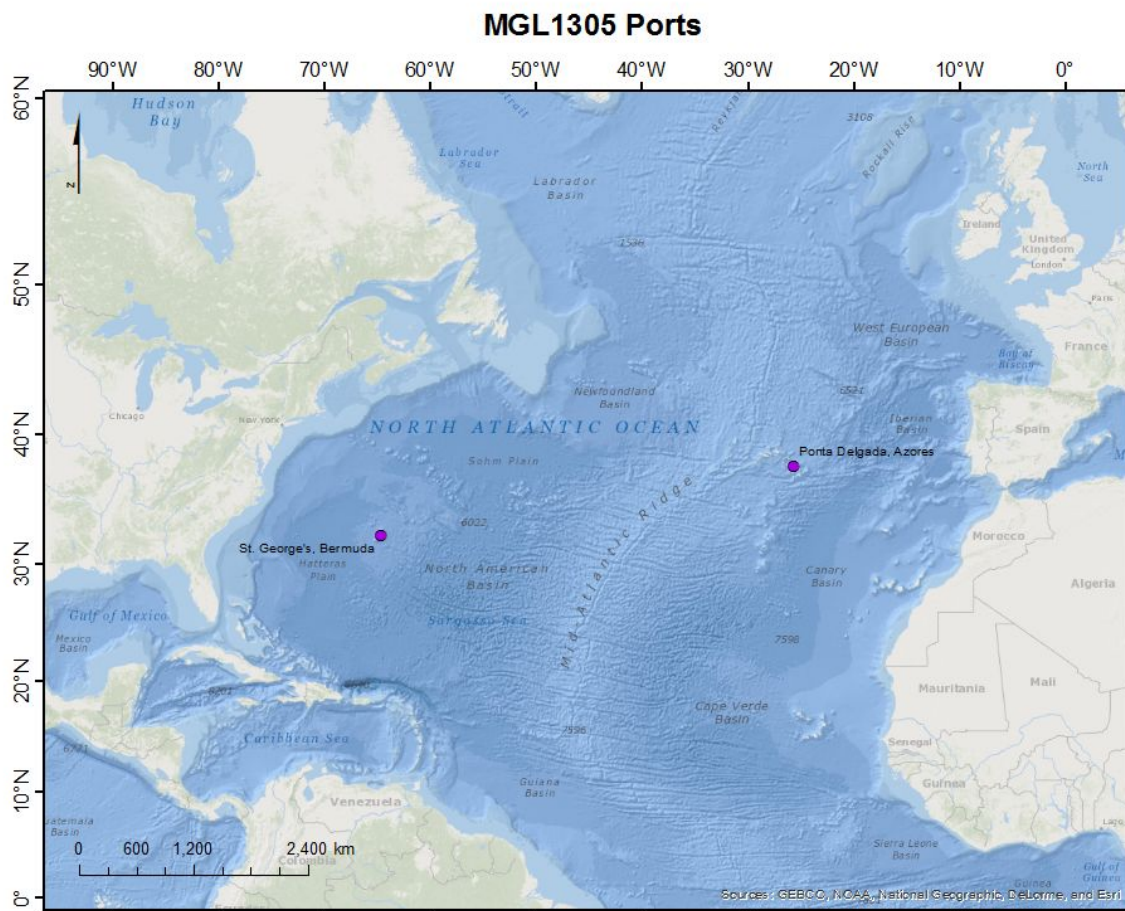 MGL1305 Ports
90°W 80°W 70°W 60°W 50°W 40°W 30°W 20°W 10°W 0°
60°N
50°N
40°N
30°N
20°N
10°N
0°
N
Hudson
Bay
Labrador
Sea
Labrador
Basin
3108
Rockall Rise
North
Sea
Ireland
United
Kingdom
London
1536
Paris
West European
Basin
France
Bay of
Biscay
Chicago
New York
Newfoundland
Basin
Iberian
Basin
NORTH ATLANTIC OCEAN
Spain
Sohm Plain
Ponta Delgada, Azores
Mid-Atlantic Ridge
6022
St. George's, Bermuda
Hatteras
Plain
North American
Basin
Morocco
Canary
Basin
Algeria
Gulf of Mexico
Mexico
Basin
Sargasso Sea
7598
Mauritania
Mali
Cape Verde
Basin
Caribbean Sea
Senegal
Guinea
Guiana
Basin
Venezuela
Colombia
Sierra Leone
Basin
Gulf of
Guinea
Guinea
Basin
0 600 1,200 2,400 km
Sources: GEBCO, NOAA, National Geographic, DeLorme, and Esri